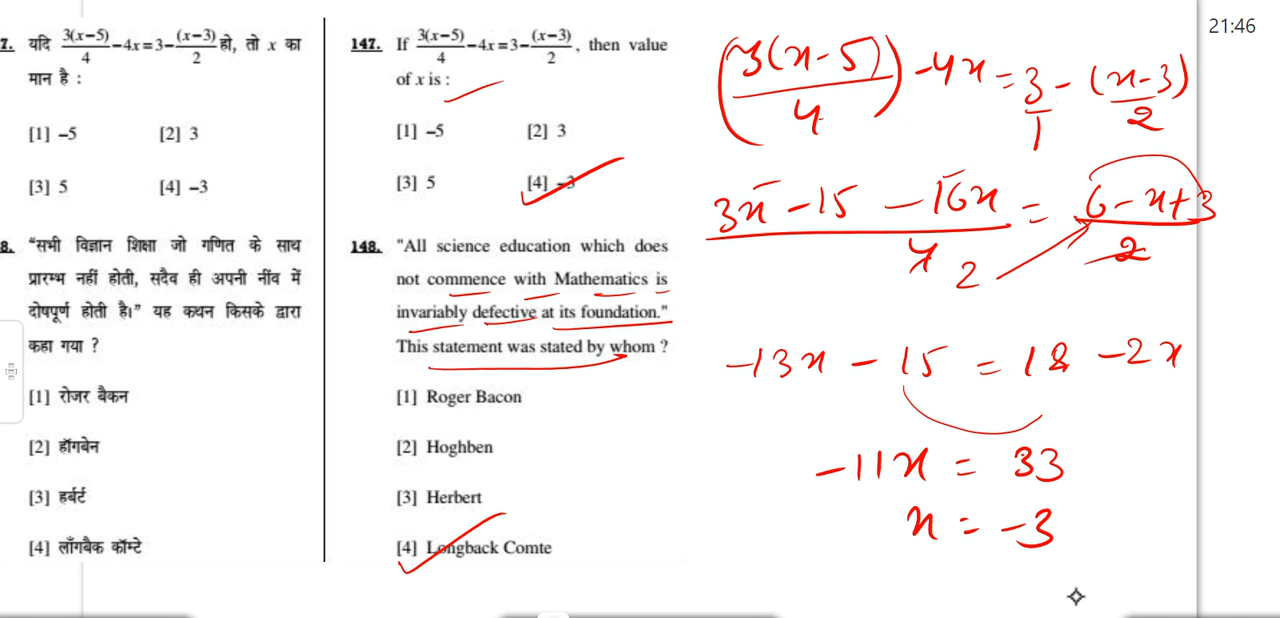 21:46
7. यदि 3(x−5)/4 −4x=3− (x−3)/2 हो, तो x का
मान है :
[1] −5 [2] 3
[3] 5 [4] −3
8. “सभी विज्ञान शिक्षा जो गणित के साथ
प्रारम्भ नहीं होती, सदैव ही अपनी नींव में
दोषपूर्ण होती है।” यह कथन किसके द्वारा
कहा गया ?
[1] रोजर बैकन
[2] हॉगबेन
[3] हर्बर्ट
[4] लाँगबैक कॉम्टे
147. If 3(x−5)/4 −4x=3− (x−3)/2, then value
of x is :
[1] −5 [2] 3
[3] 5 [4] −3
148. "All science education which does
not commence with Mathematics is
invariably defective at its foundation."
This statement was stated by whom ?
[1] Roger Bacon
[2] Hoghben
[3] Herbert
[4] Longback Comte
(3(x-5)/4) -4x = 3/1 - (x-3)/2
3x - 15 - 16x / 4 2 = 6 - x + 3 / 2
-13x - 15 = 18 - 2x
-11x = 33
x = -3